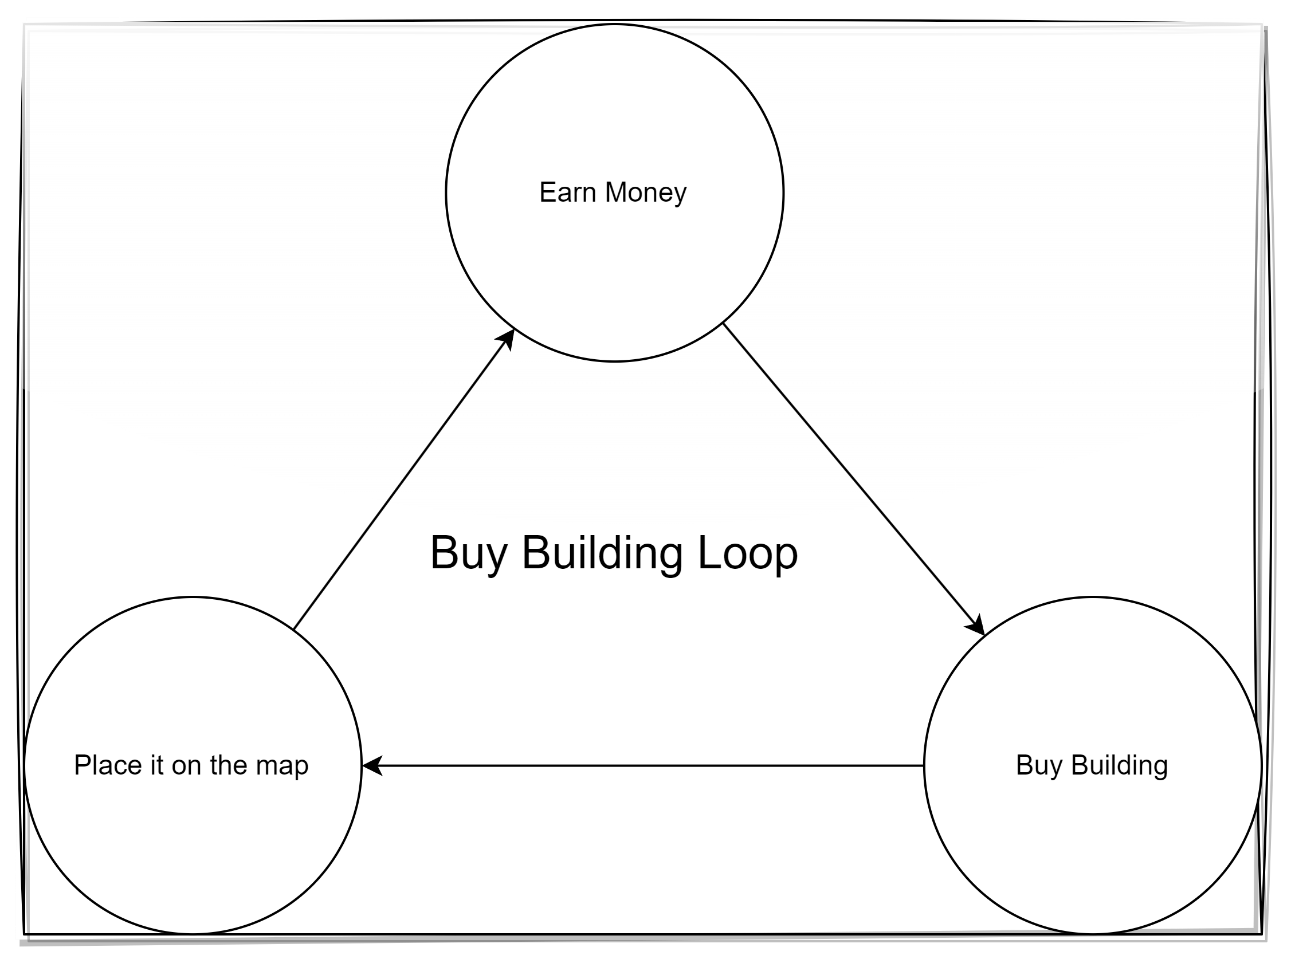 Earn Money
Buy Building Loop
Place it on the map
Buy Building